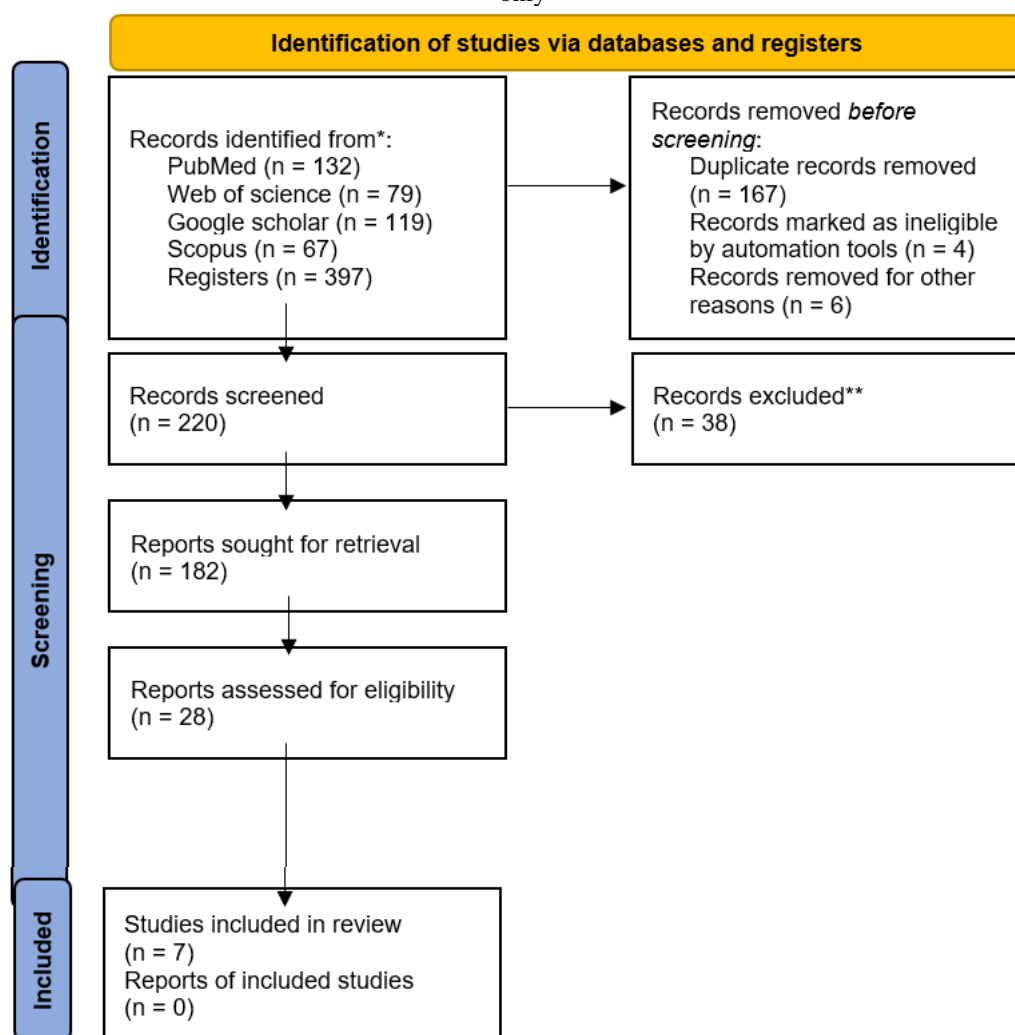 only
Identification of studies via databases and registers
Identification
Records identified from*:
PubMed (n = 132)
Web of science (n = 79)
Google scholar (n = 119)
Scopus (n = 67)
Registers (n = 397)
Records removed before
screening:
Duplicate records removed
(n = 167)
Records marked as ineligible
by automation tools (n = 4)
Records removed for other
reasons (n = 6)
Screening
Records screened
(n = 220)
Records excluded**
(n = 38)
Reports sought for retrieval
(n = 182)
Reports assessed for eligibility
(n = 28)
Included
Studies included in review
(n = 7)
Reports of included studies
(n = 0)